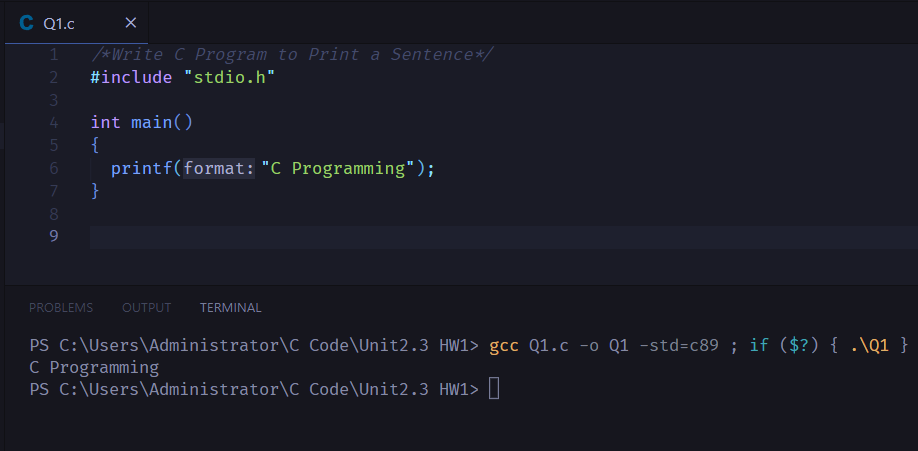 C Q1.c ×
1 /*Write C Program to Print a Sentence*/
2 #include "stdio.h"
3
4 int main()
5 {
6 printf(format:"C Programming");
7 }
8
9
PROBLEMS OUTPUT TERMINAL
PS C:\Users\Administrator\C Code\Unit2.3 HW1> gcc Q1.c -o Q1 -std=c89 ; if ($?) { .\Q1 }
C Programming
PS C:\Users\Administrator\C Code\Unit2.3 HW1>